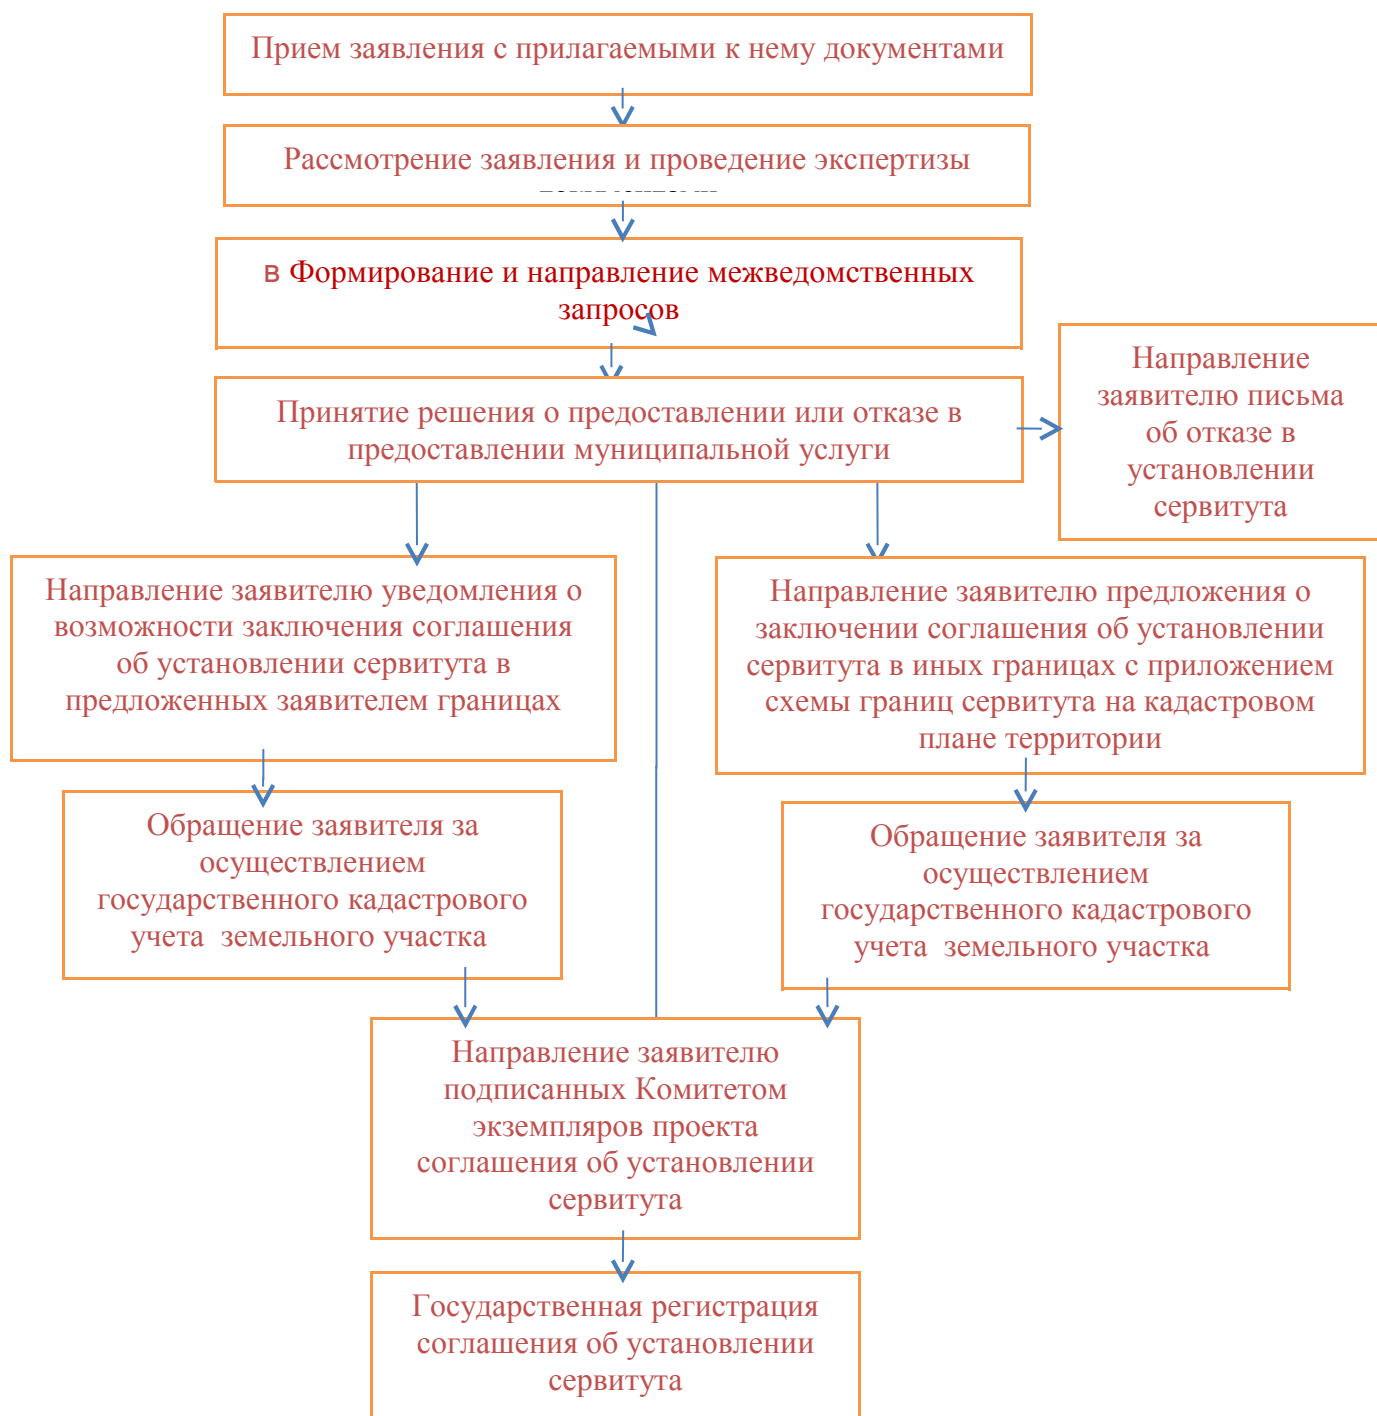 Прием заявления с прилагаемыми к нему документами
Рассмотрение заявления и проведение экспертизы
в Формирование и направление межведомственных
запросов
Принятие решения о предоставлении или отказе в
предоставлении муниципальной услуги
Направление
заявителю письма
об отказе в
установлении
сервитута
Направление заявителю уведомления о
возможности заключения соглашения
об установлении сервитута в
предложенных заявителем границах
Направление заявителю предложения о
заключении соглашения об установлении
сервитута в иных границах с приложением
схемы границ сервитута на кадастровом
плане территории
Обращение заявителя за
осуществлением
государственного кадастрового
учета  земельного участка
Обращение заявителя за
осуществлением
государственного кадастрового
учета  земельного участка
Направление заявителю
подписанных Комитетом
экземпляров проекта
соглашения об установлении
сервитута
Государственная регистрация
соглашения об установлении
сервитута